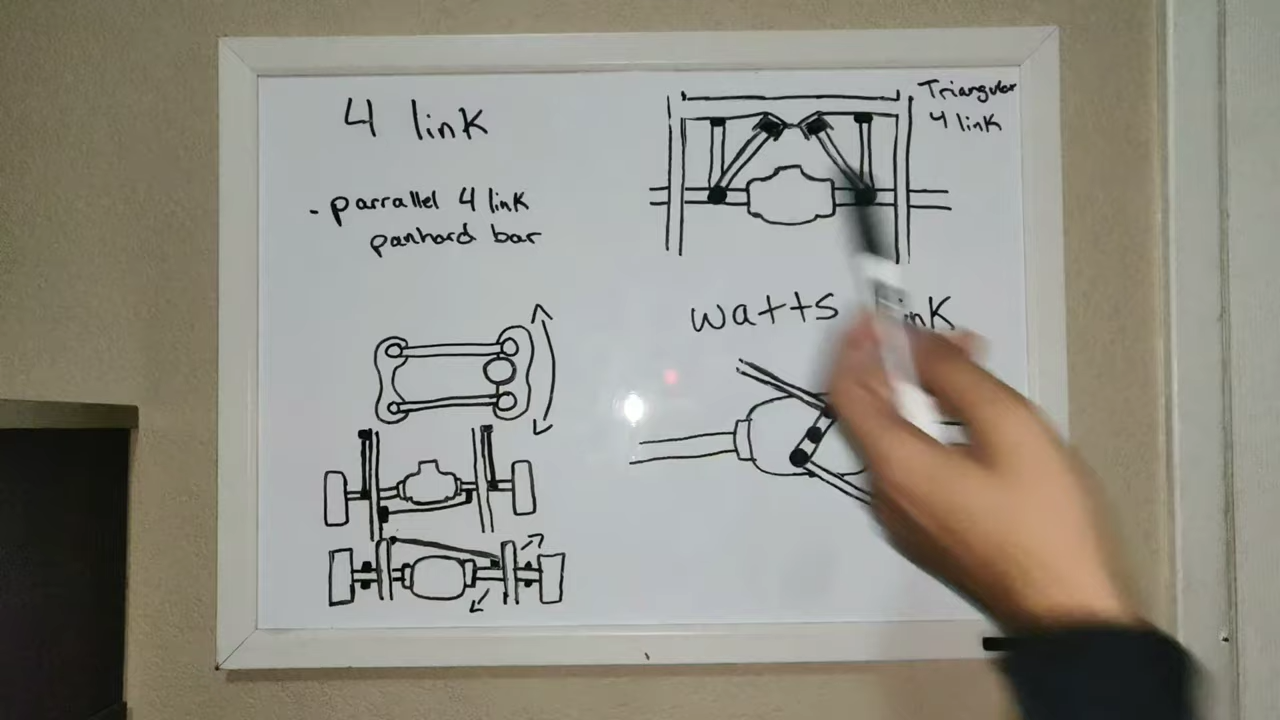 4 link
- parrallel 4 link
panhard bar
Triangular
4 link
watts